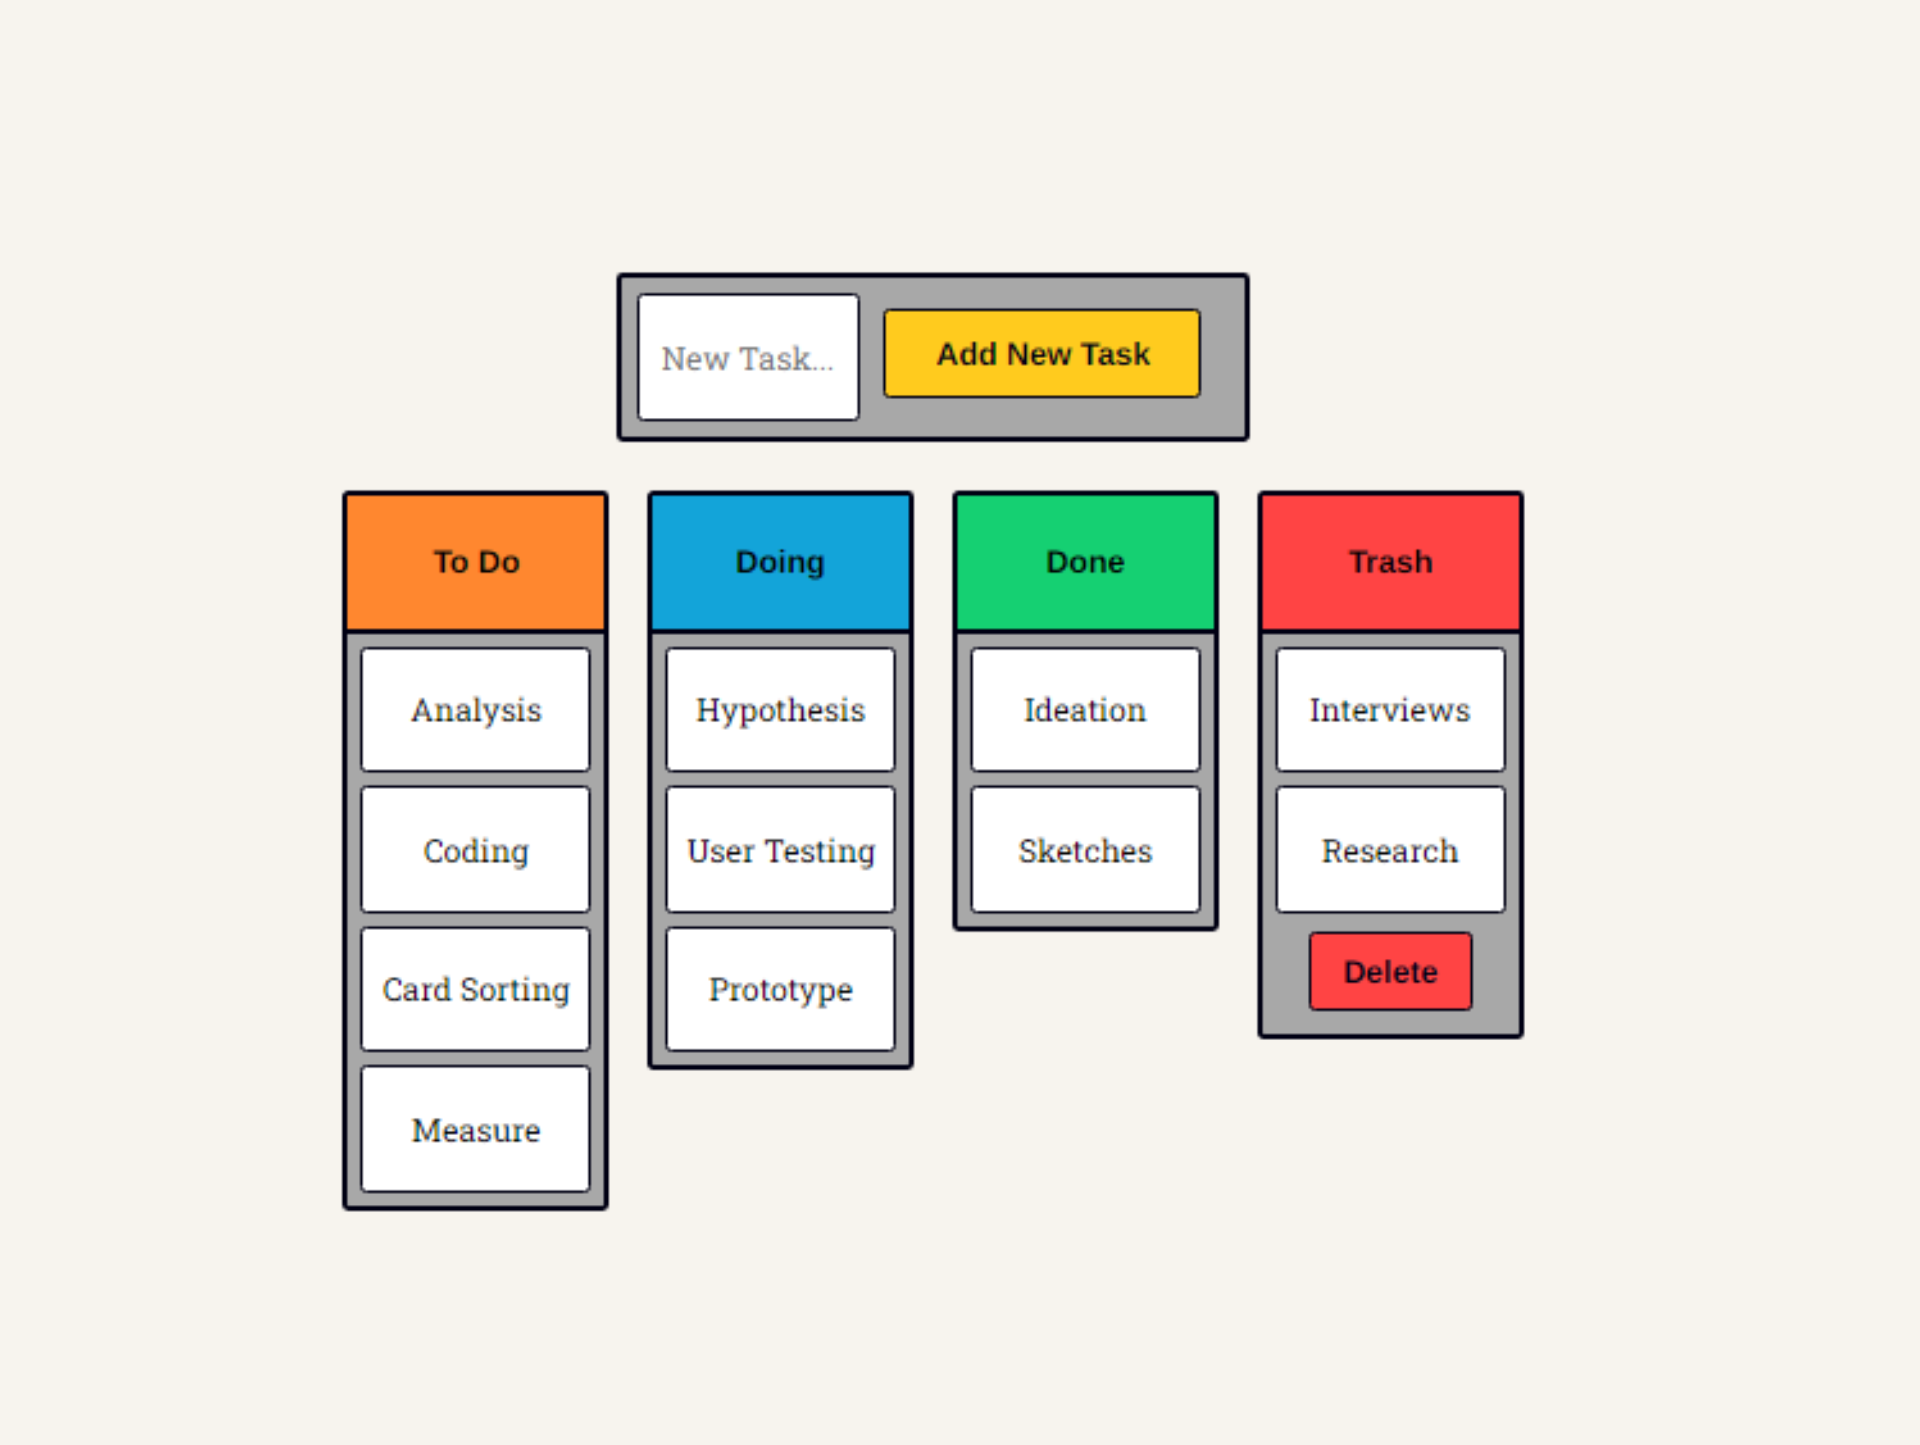 New Task...
Add New Task
To Do
Analysis
Coding
Card Sorting
Measure
Doing
Hypothesis
User Testing
Prototype
Done
Ideation
Sketches
Trash
Interviews
Research
Delete